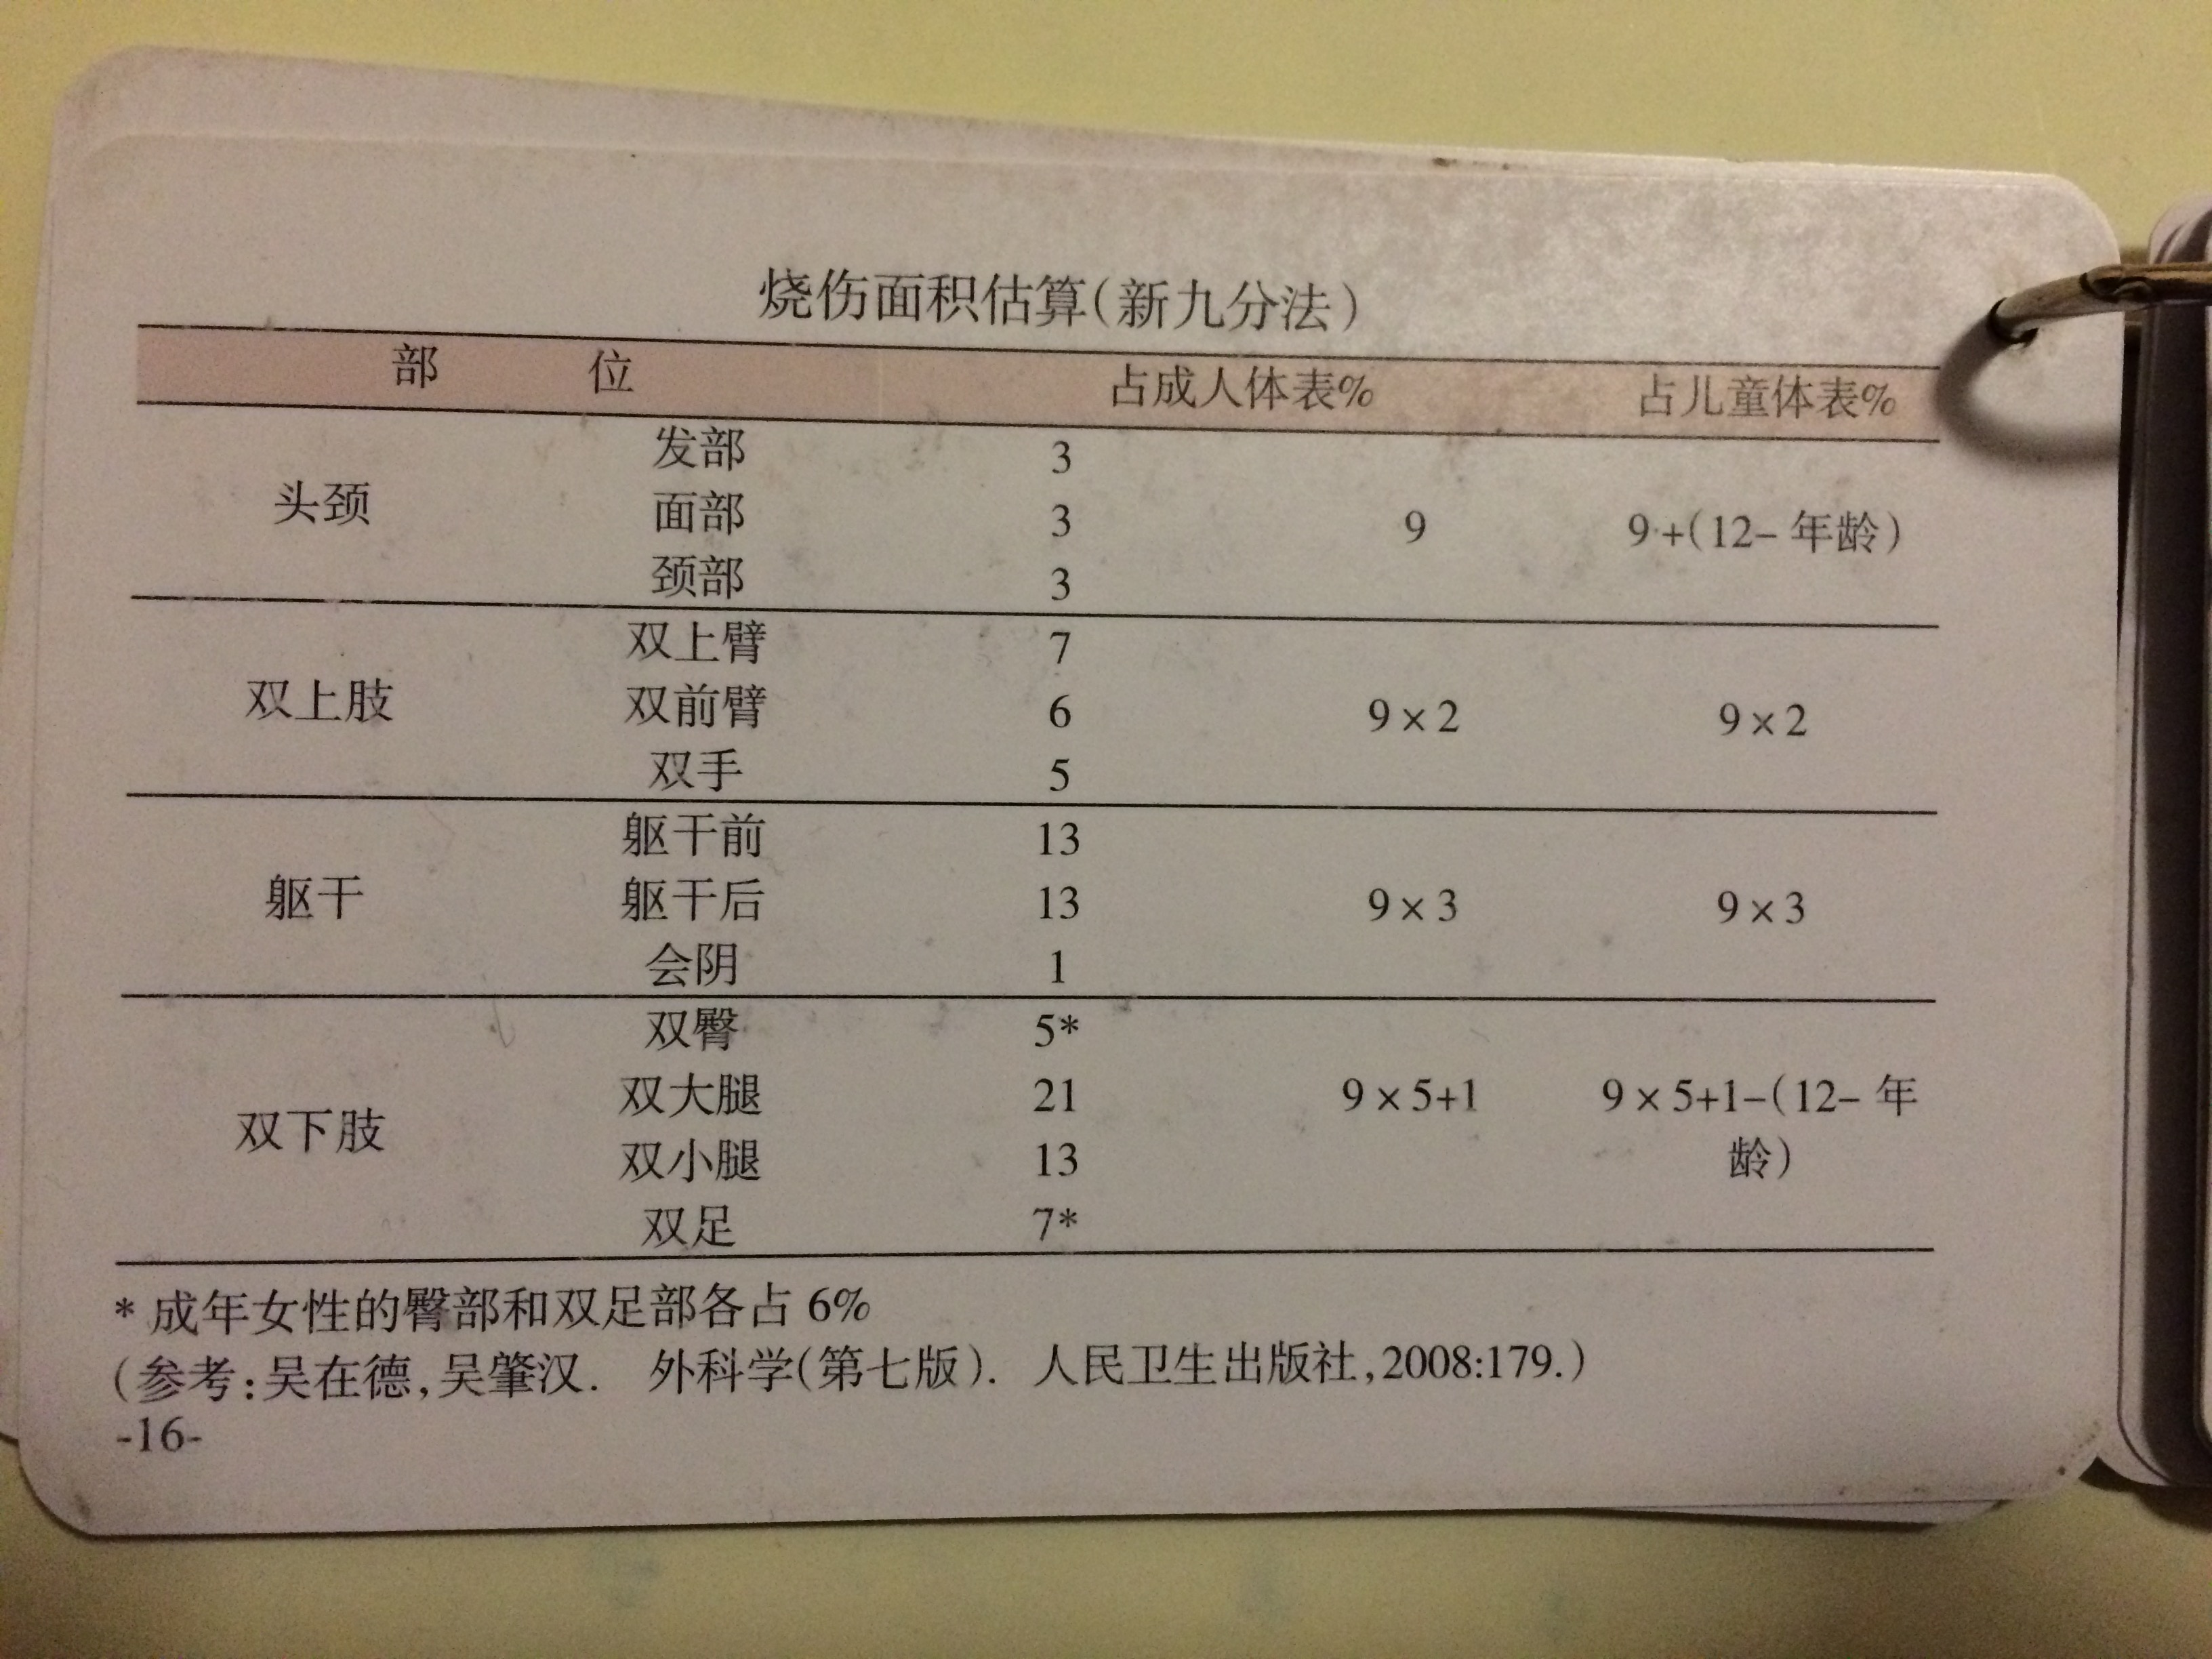 烧伤面积估算(新九分法)
部 位 占成人体表% 占儿童体表%
头颈 发部 3 9 9+(12-年龄)
面部 3
颈部 3
双上肢 双上臂 7 9×2 9×2
双前臂 6
双手 5
躯干 躯干前 13 9×3 9×3
躯干后 13
会阴 1
双下肢 双臀 5* 9×5+1 9×5+1-(12-年
龄)
双大腿 21
双小腿 13
双足 7*
*成年女性的臀部和双足部各占6%
(参考:吴在德,吴肇汉. 外科学(第七版). 人民卫生出版社,2008:179.)
-16-